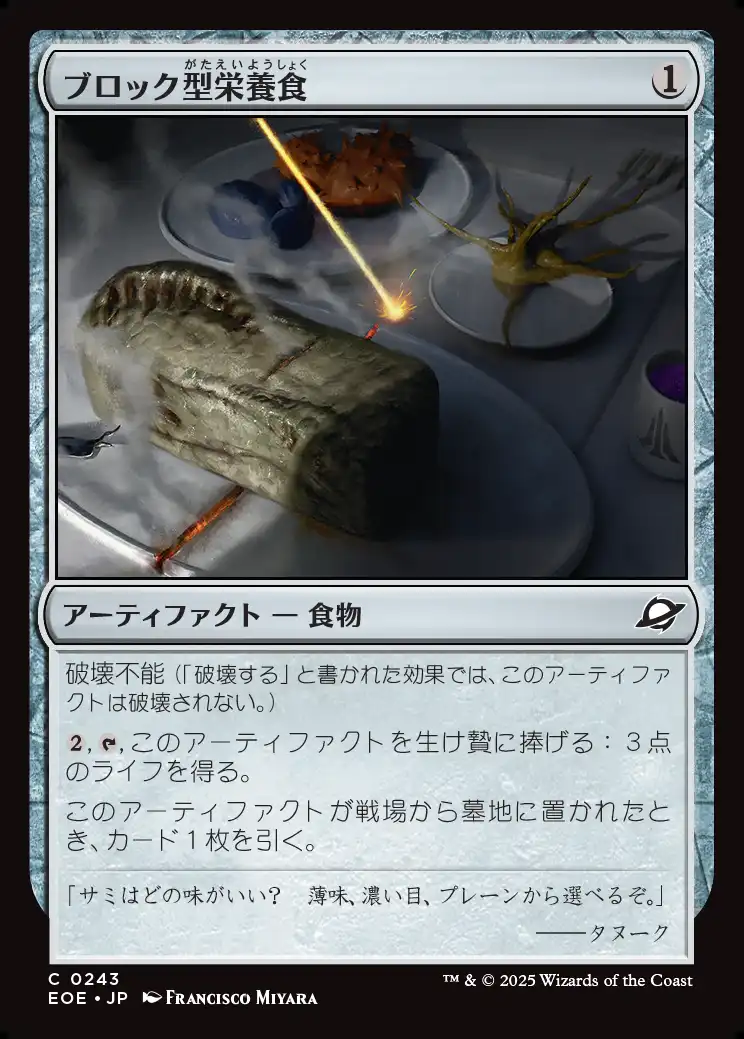 がたえいようしょく
ブロック型栄養食 1
アーティファクト — 食物
破壊不能（「破壊する」と書かれた効果では、このアーティファ
クトは破壊されない。）
2, , このアーティファクトを生け贄に捧げる：３点
のライフを得る。
このアーティファクトが戦場から墓地に置かれたと
き、カード１枚を引く。
「サミはどの味がいい？　薄味、濃い目、プレーンから選べるぞ。」
――タヌーク
C 0243
EOE • JP FRANCISCO MIYARA
™ & © 2025 Wizards of the Coast